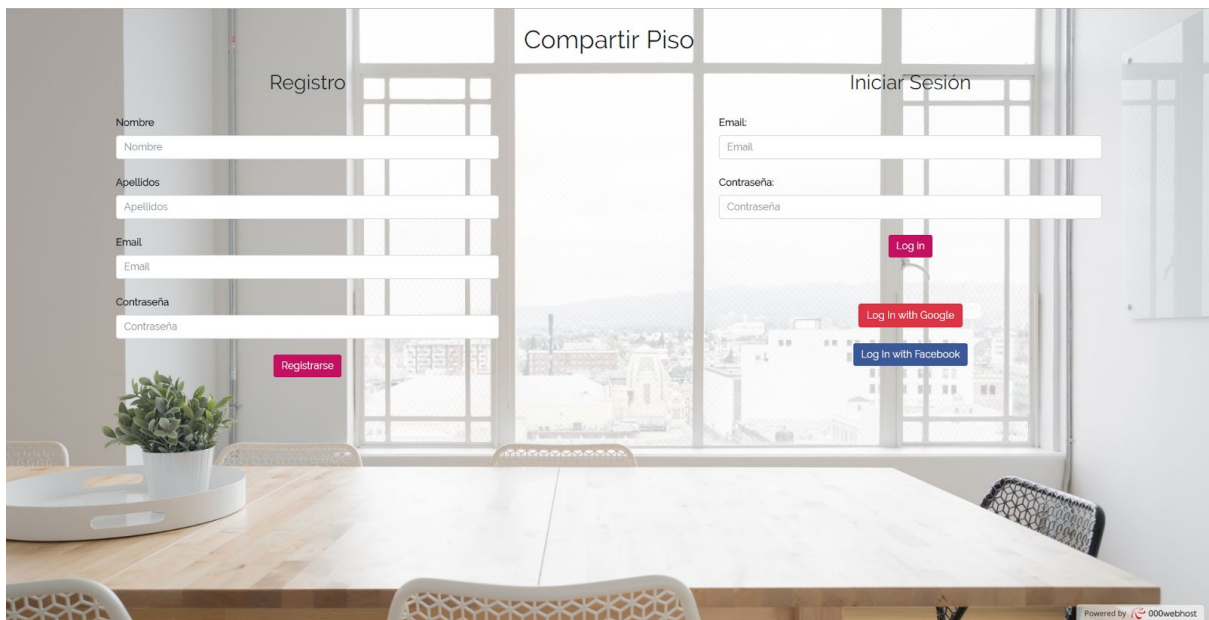 Compartir Piso
Registro
Nombre
Nombre
Apellidos
Apellidos
Email
Email
Contraseña
Contraseña
Registrarse
Iniciar Sesión
Email:
Email
Contraseña:
Contraseña
Log In
Log In with Google
Log In with Facebook
Powered by 000webhost